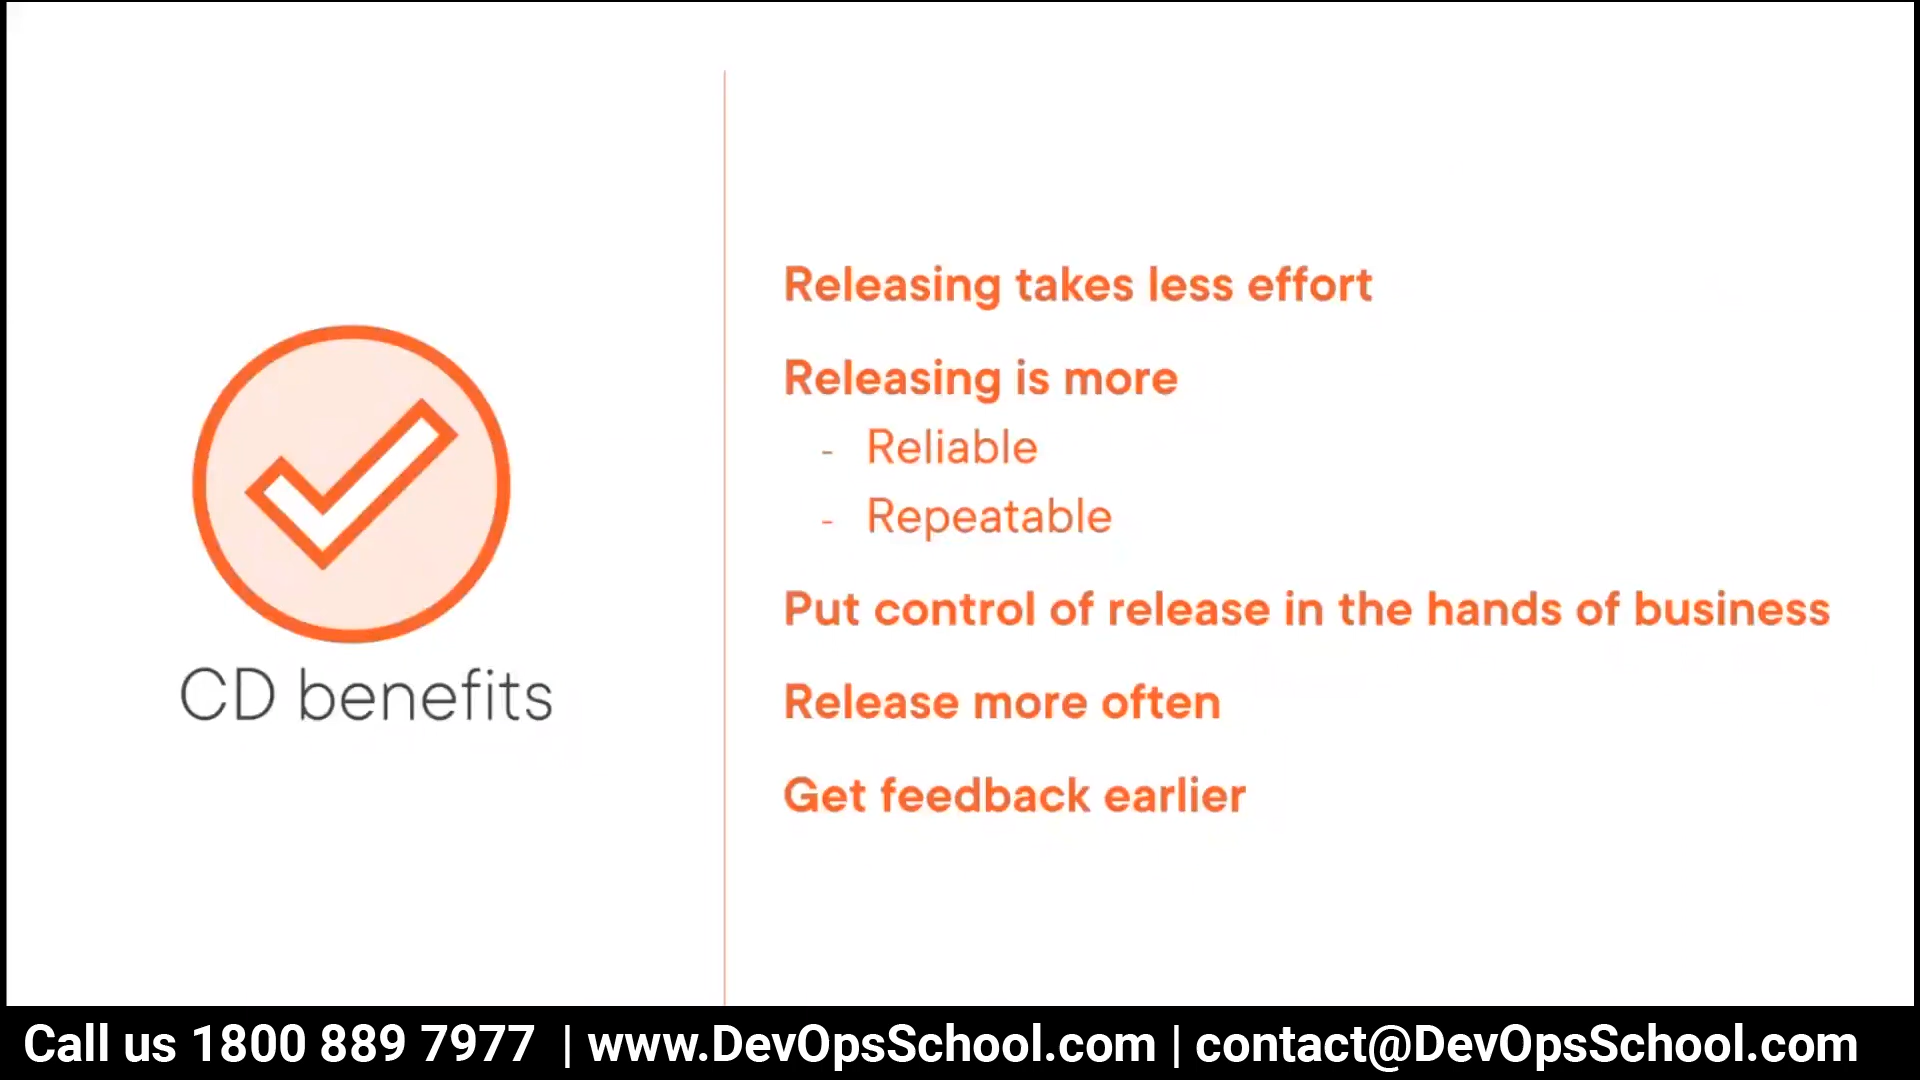 CD benefits
Releasing takes less effort
Releasing is more
- Reliable
- Repeatable
Put control of release in the hands of business
Release more often
Get feedback earlier
Call us 1800 889 7977 | www.DevOpsSchool.com | contact@DevOpsSchool.com